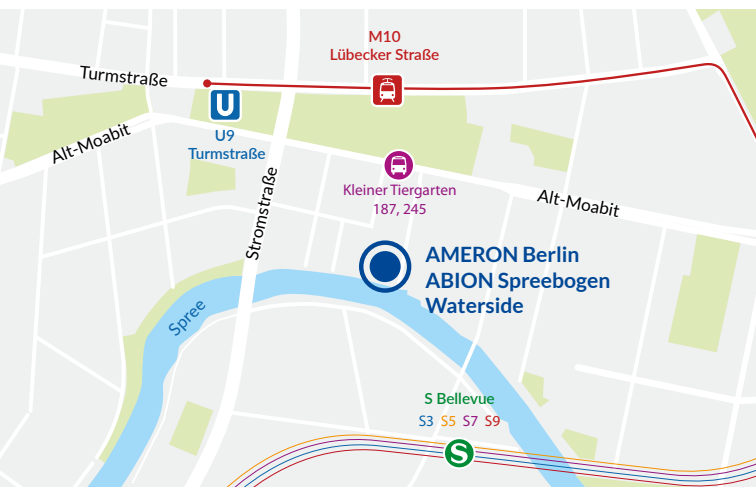 M10
Lübecker Straße
Turmstraße
U
U9
Turmstraße
Alt-Moabit
Kleiner Tiergarten
187, 245
Stromstraße
Alt-Moabit
AMERON Berlin
ABION Spreebogen
Waterside
Spree
S Bellevue
S3 S5 S7 S9
S